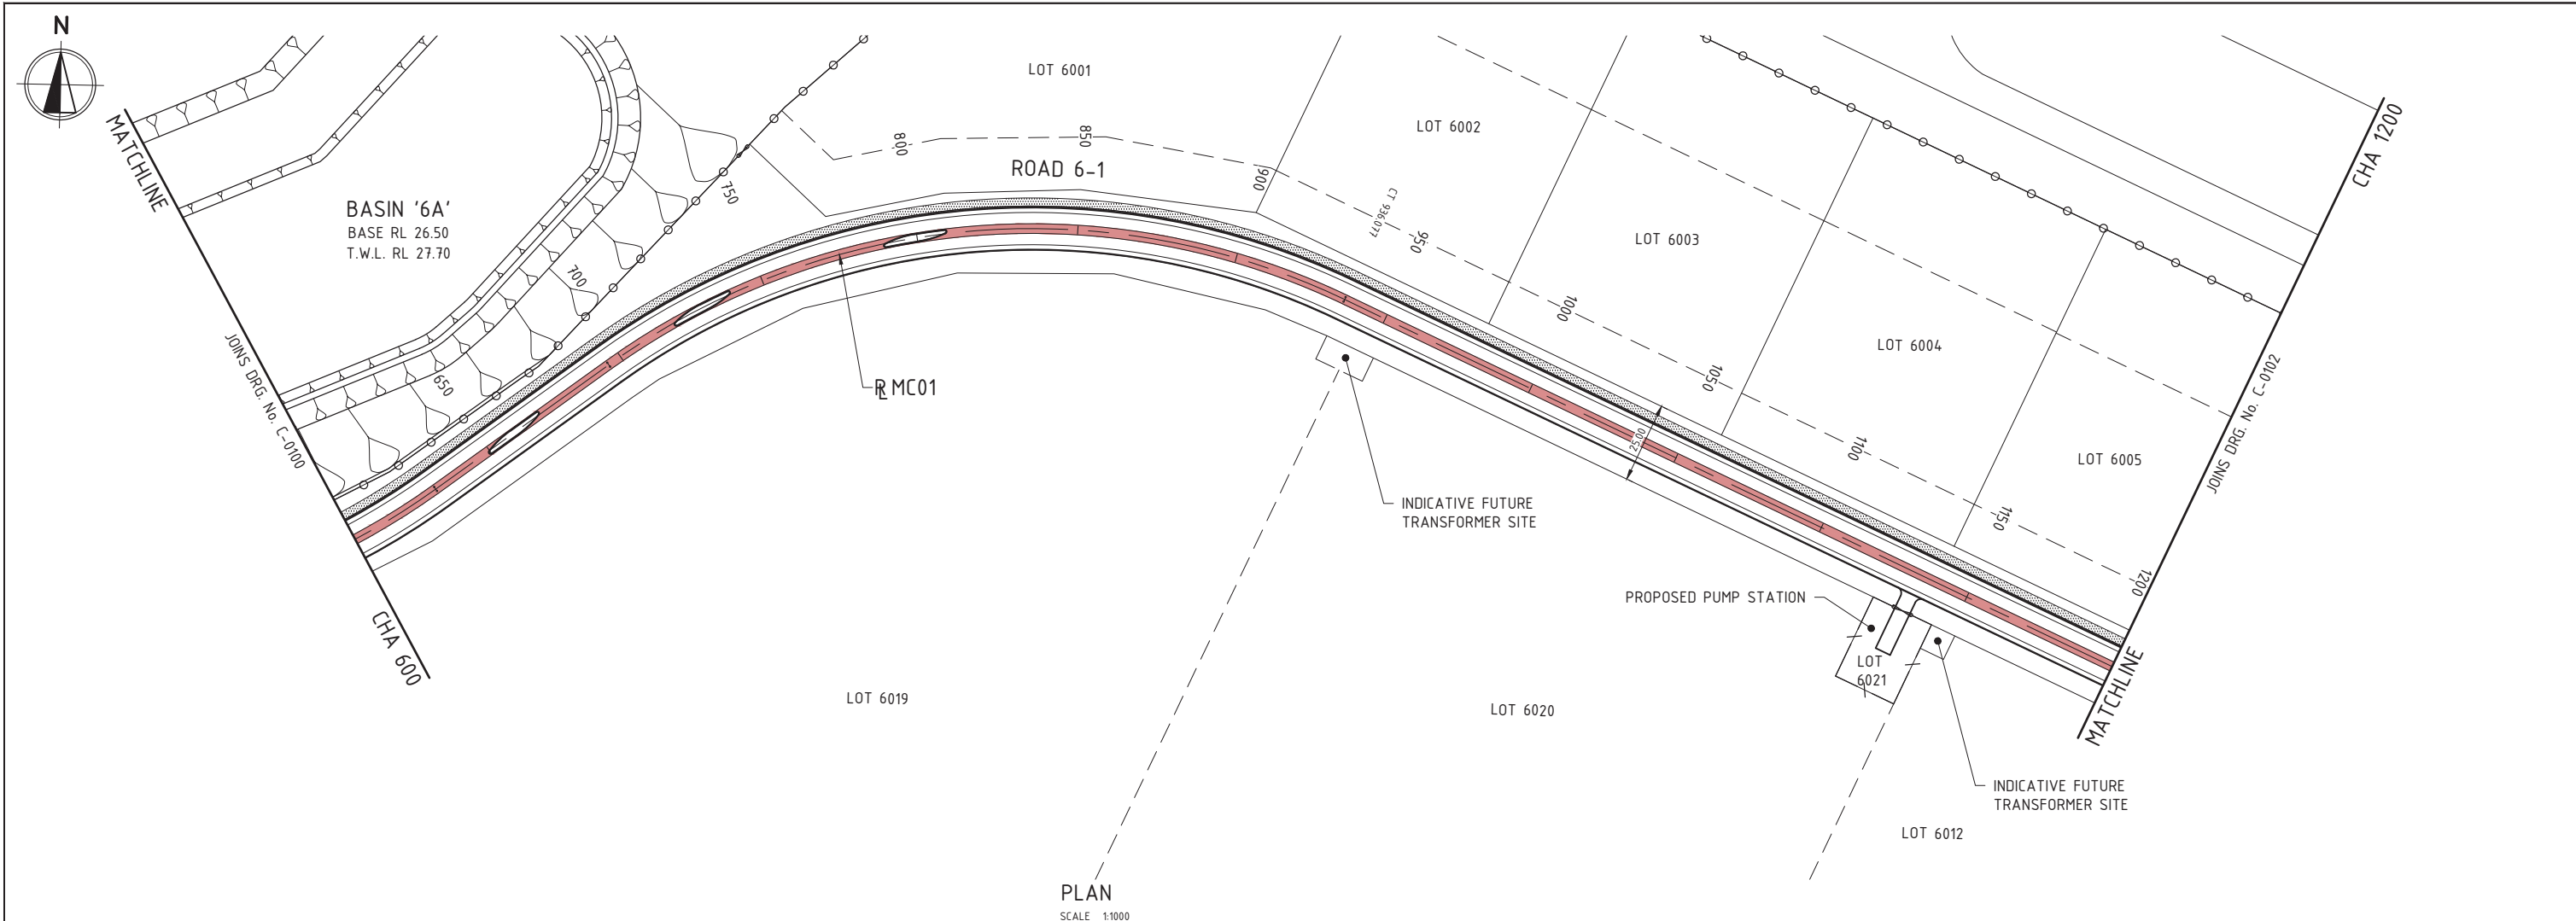 N
MATCHLINE
JOINS DRG. No. C-0100
CHA 600
BASIN '6A'
BASE RL 26.50
T.W.L. RL 27.70
650
700
750
800
850
900
CT 936.077
950
1000
1050
1100
1150
1200
LOT 6001
ROAD 6-1
LOT 6002
LOT 6003
LOT 6004
LOT 6005
CHA 1200
JOINS DRG. No. C-0102
MATCHLINE
MC01
25.00
INDICATIVE FUTURE
TRANSFORMER SITE
PROPOSED PUMP STATION
LOT
6021
LOT 6019
LOT 6020
INDICATIVE FUTURE
TRANSFORMER SITE
LOT 6012
PLAN
SCALE 1:1000